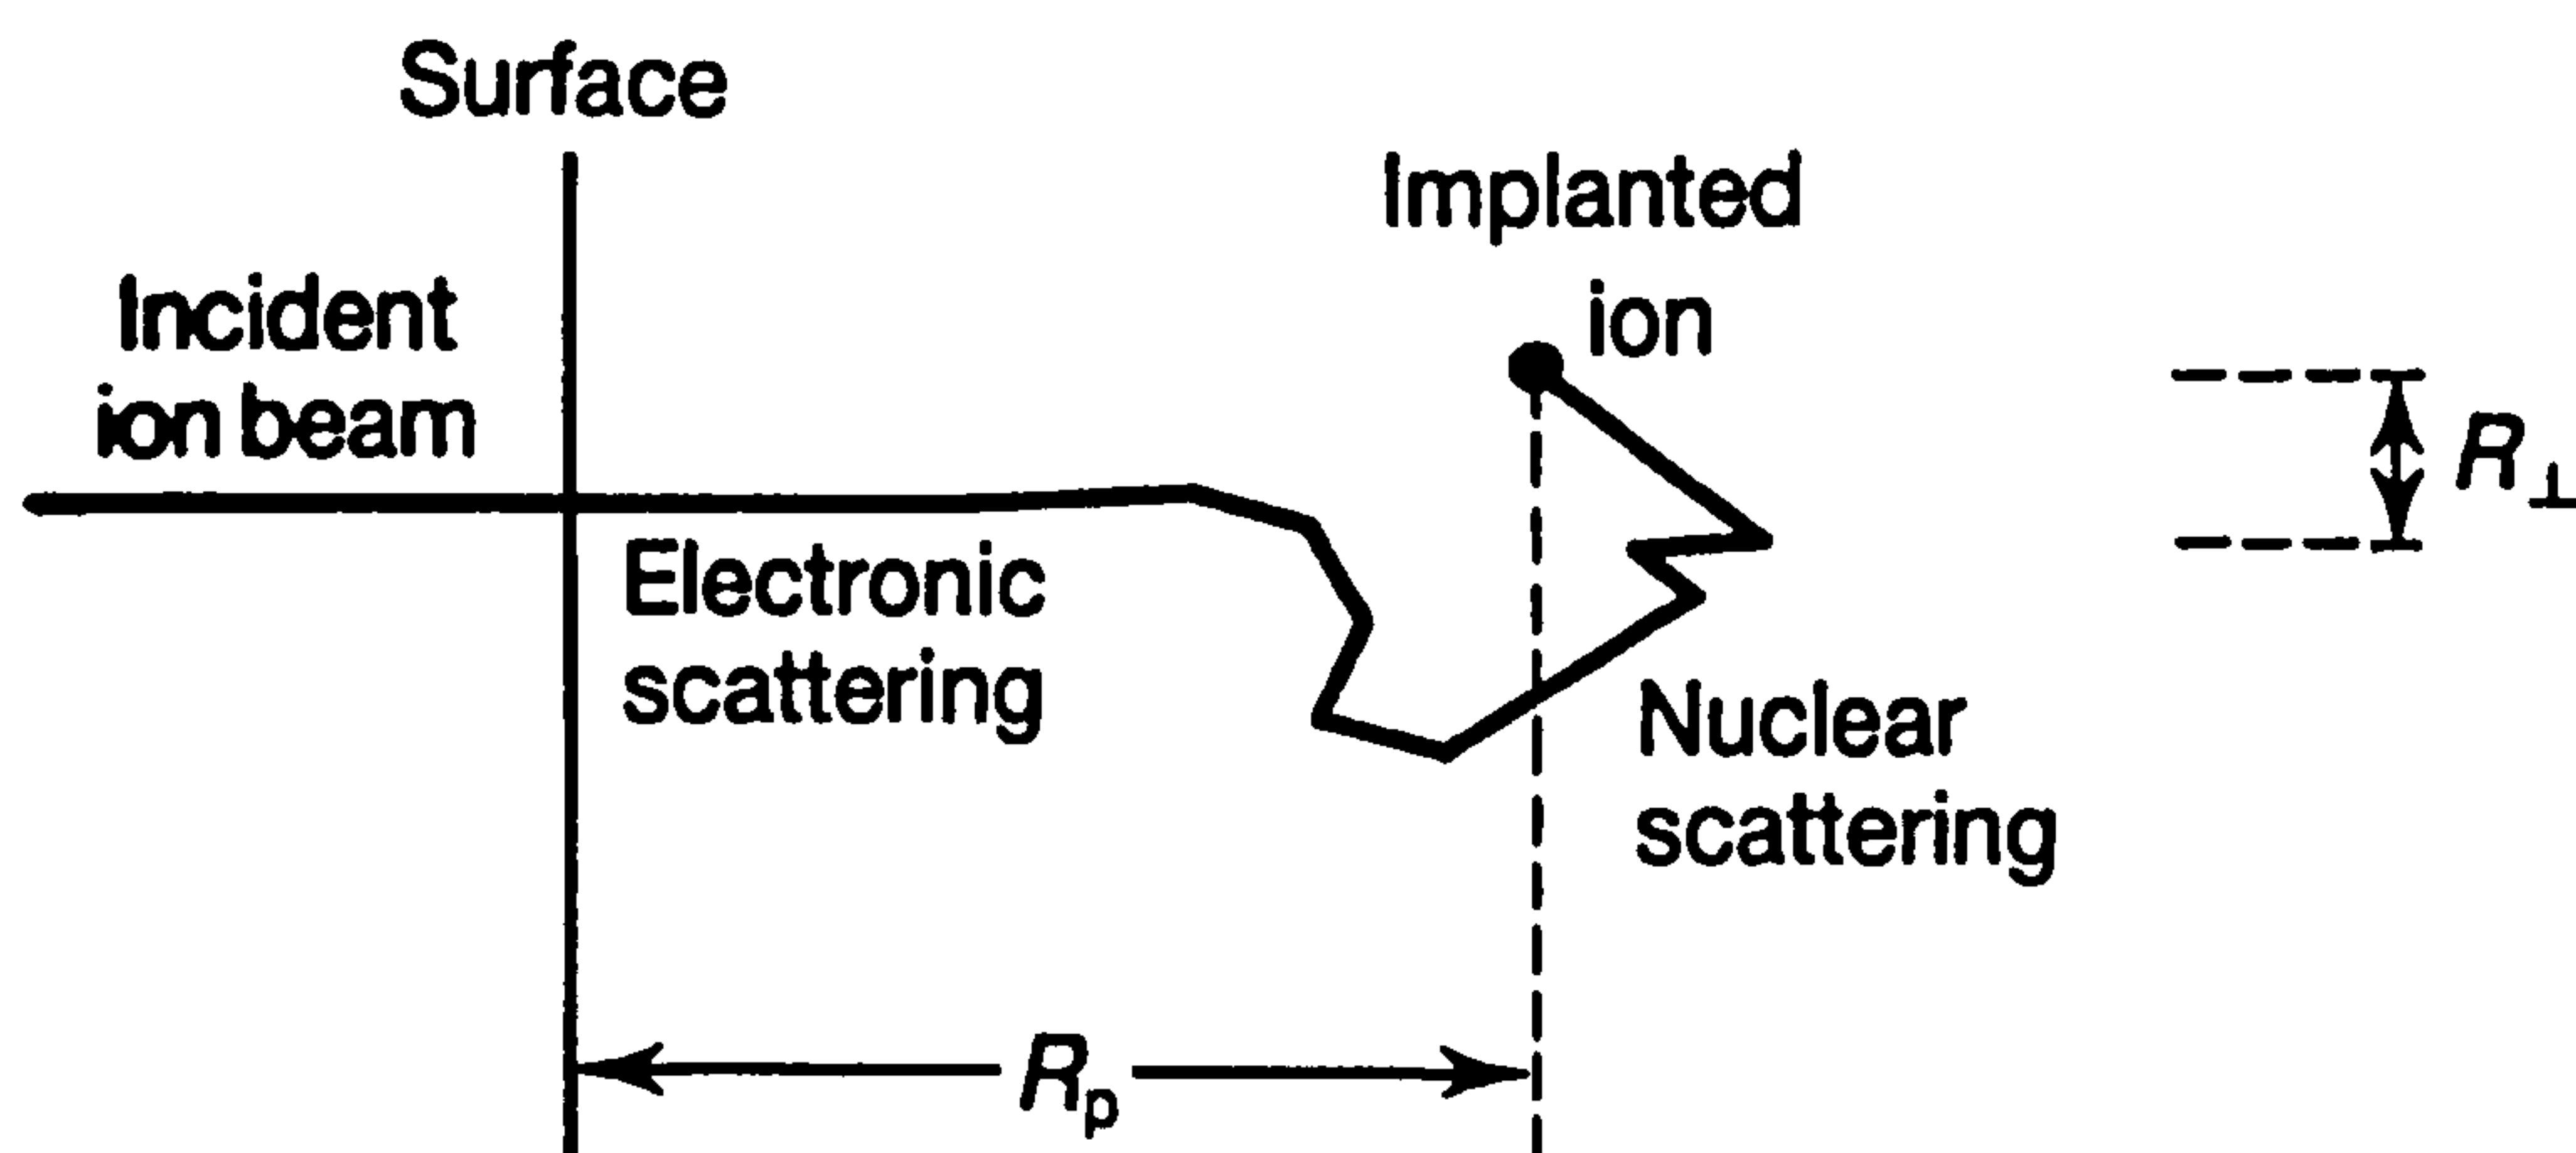 Surface
Implanted
ion
Incident
ion beam
R⊥
Electronic
scattering
Nuclear
scattering
Rp